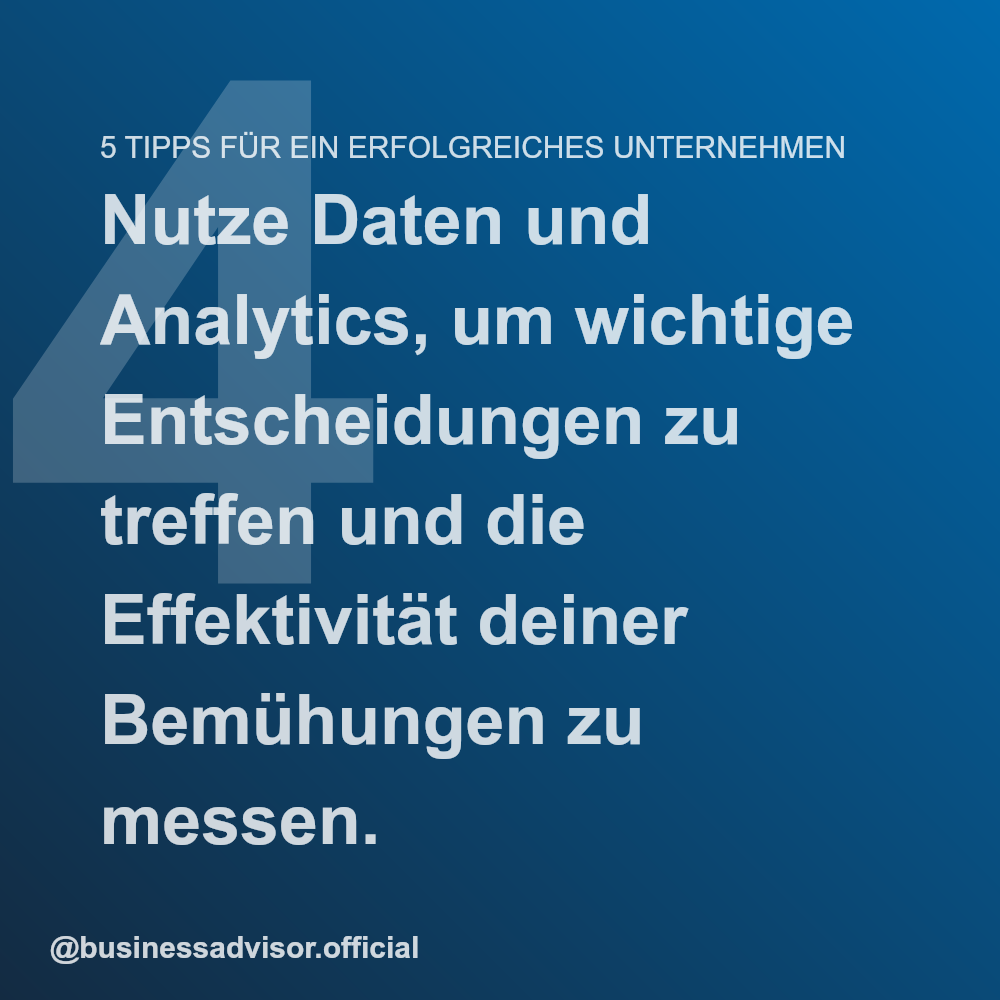 4
5 TIPPS FÜR EIN ERFOLGREICHES UNTERNEHMEN
Nutze Daten und
Analytics, um wichtige
Entscheidungen zu
treffen und die
Effektivität deiner
Bemühungen zu
messen.
@businessadvisor.official